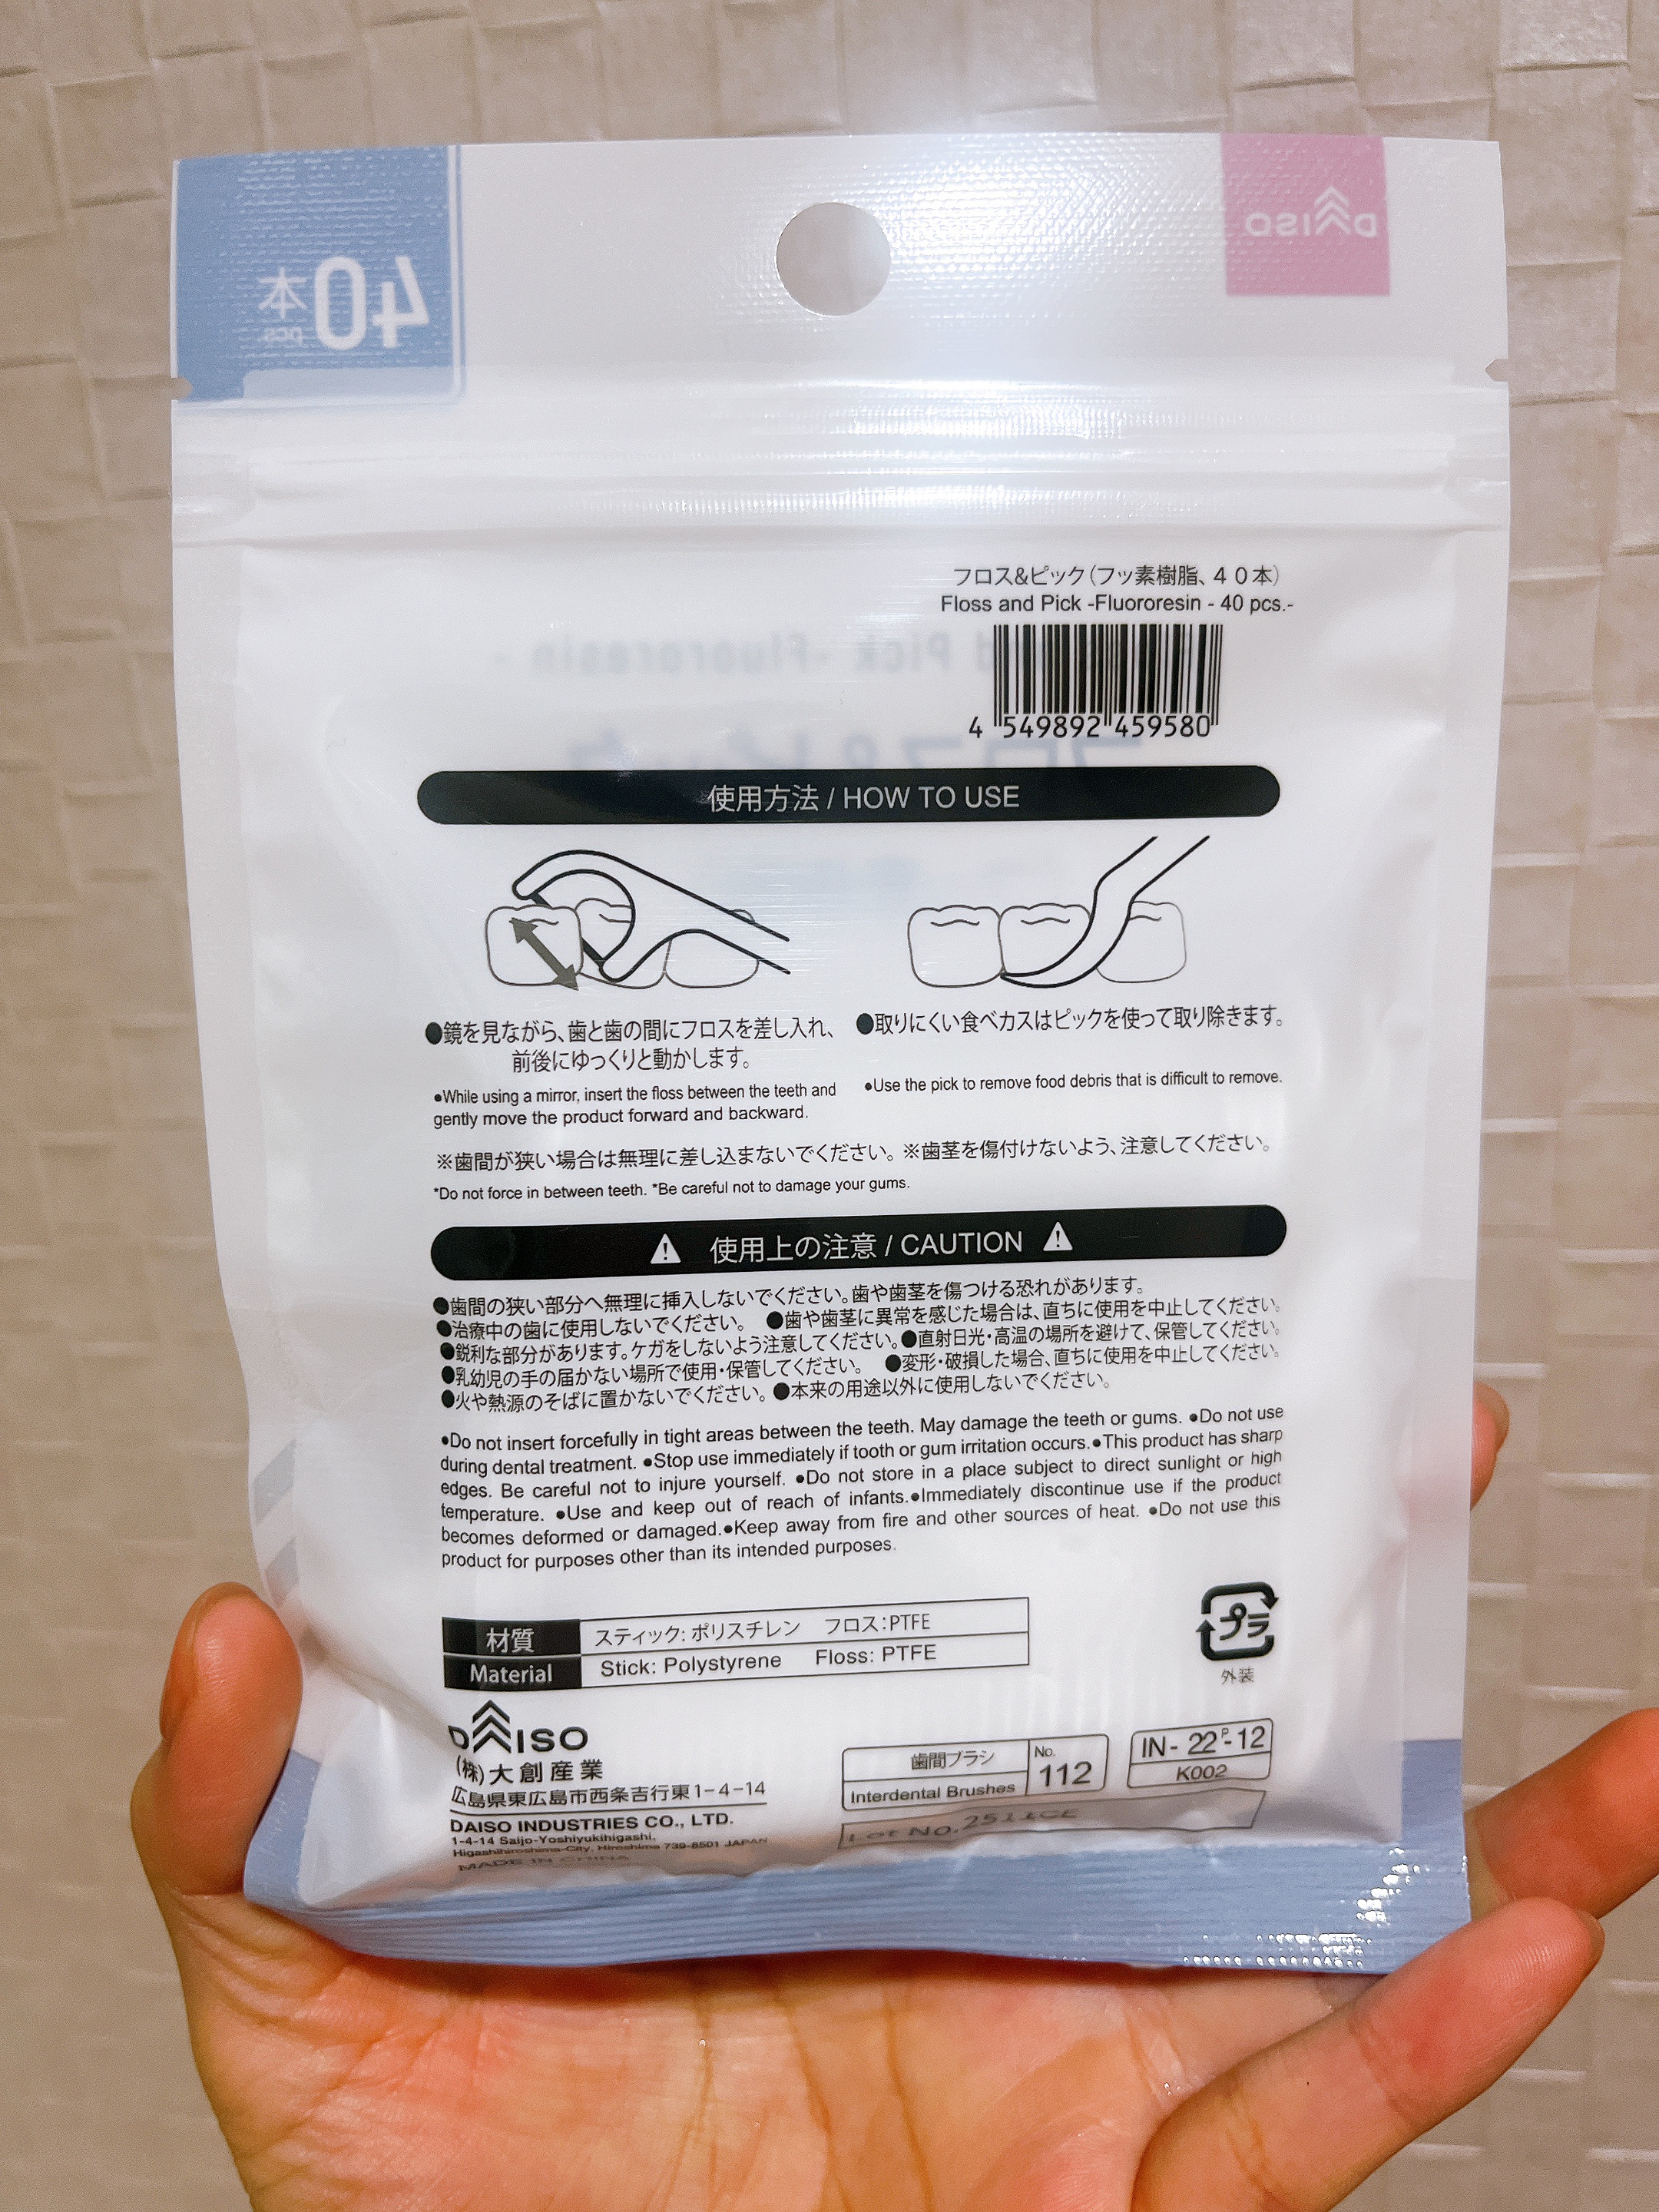 40本
pcs.
DAISO
フロス&ピック(フッ素樹脂、40本)
Floss and Pick -Fluororesin - 40 pcs.-
4 549892 459580
使用方法 / HOW TO USE
●鏡を見ながら、歯と歯の間にフロスを差し入れ、
前後にゆっくりと動かします。
●While using a mirror, insert the floss between the teeth and
gently move the product forward and backward.
●取りにくい食べカスはピックを使って取り除きます。
●Use the pick to remove food debris that is difficult to remove.
※歯間が狭い場合は無理に差し込まないでください。※歯茎を傷付けないよう、注意してください。
*Do not force in between teeth. *Be careful not to damage your gums.
使用上の注意 / CAUTION
●歯間の狭い部分へ無理に挿入しないでください。歯や歯茎を傷つける恐れがあります。
●治療中の歯に使用しないでください。 ●歯や歯茎に異常を感じた場合は、直ちに使用を中止してください。
●鋭利な部分があります。ケガをしないよう注意してください。●直射日光・高温の場所を避けて、保管してください。
●乳幼児の手の届かない場所で使用・保管してください。 ●変形・破損した場合、直ちに使用を中止してください。
●火や熱源のそばに置かないでください。●本来の用途以外に使用しないでください。
●Do not insert forcefully in tight areas between the teeth. May damage the teeth or gums. ●Do not use
during dental treatment. ●Stop use immediately if tooth or gum irritation occurs.●This product has sharp
edges. Be careful not to injure yourself. ●Do not store in a place subject to direct sunlight or high
temperature. ●Use and keep out of reach of infants.●Immediately discontinue use if the product
becomes deformed or damaged.●Keep away from fire and other sources of heat. ●Do not use this
product for purposes other than its intended purposes.
材質 スティック:ポリスチレン フロス:PTFE
Material Stick: Polystyrene Floss: PTFE
プラ
外装
DAISO
(株)大創産業
広島県東広島市西条吉行東1-4-14
DAISO INDUSTRIES CO., LTD.
1-4-14 Saijo-Yoshiyukihigashi,
Higashihiroshima-City, Hiroshima 739-8501 JAPAN
MADE IN CHINA
歯間ブラシ
Interdental Brushes
No.
112
IN- 22P-12
K002
Lot No.2511CE